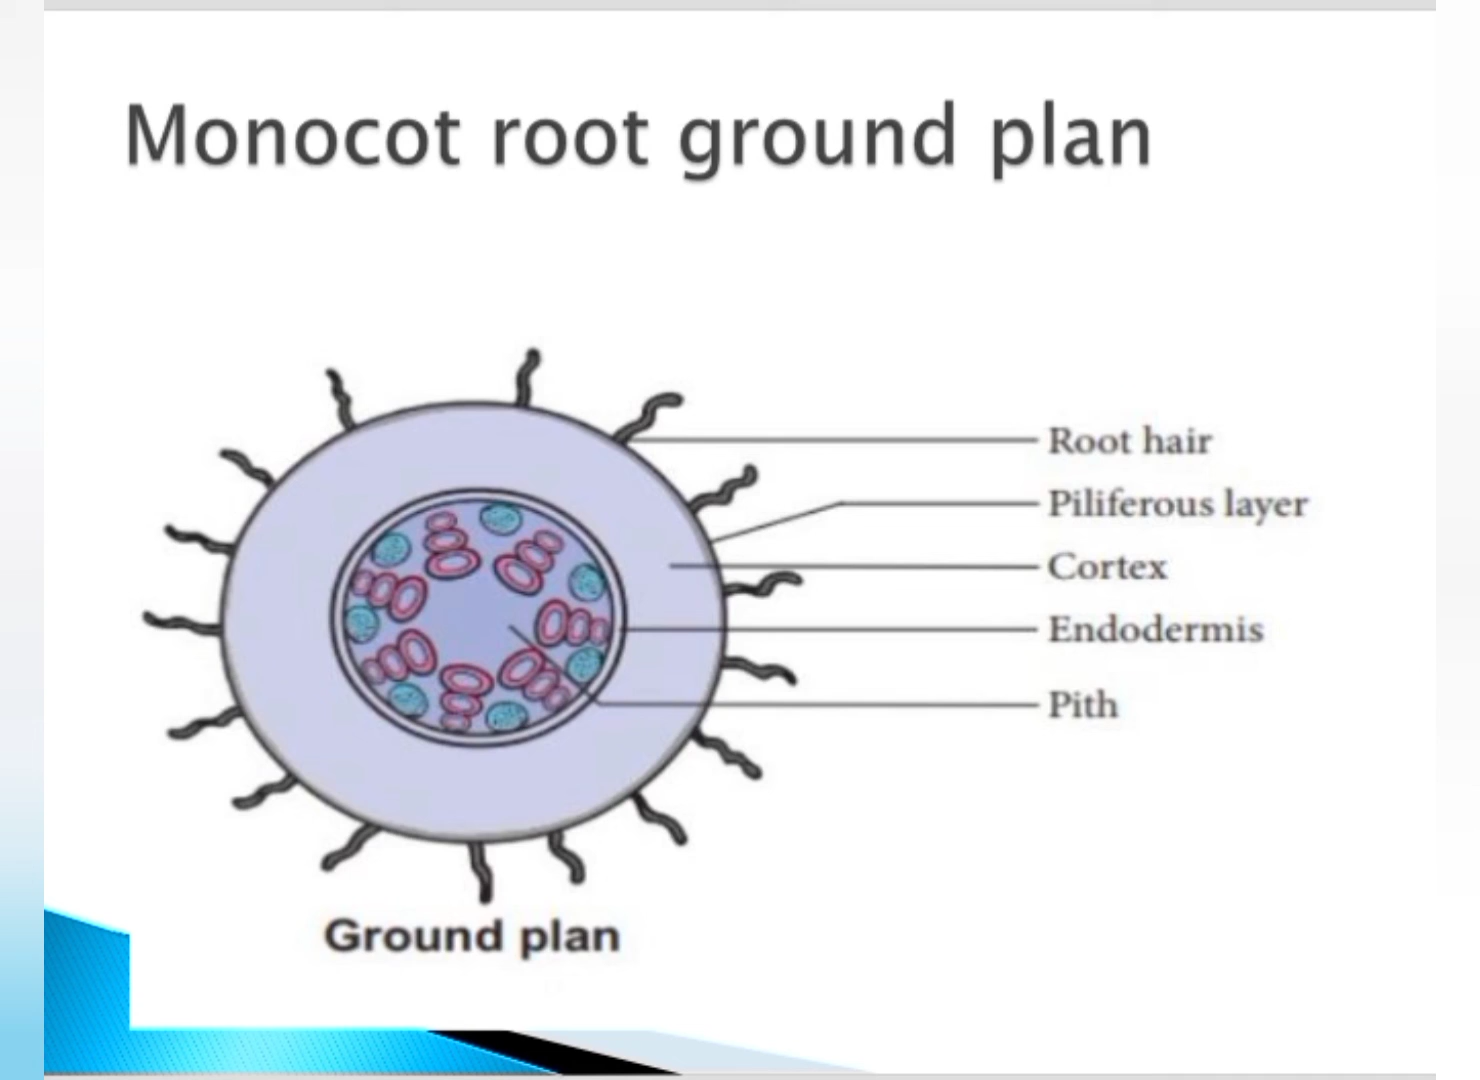 Monocot root ground plan
Root hair
Piliferous layer
Cortex
Endodermis
Pith
Ground plan